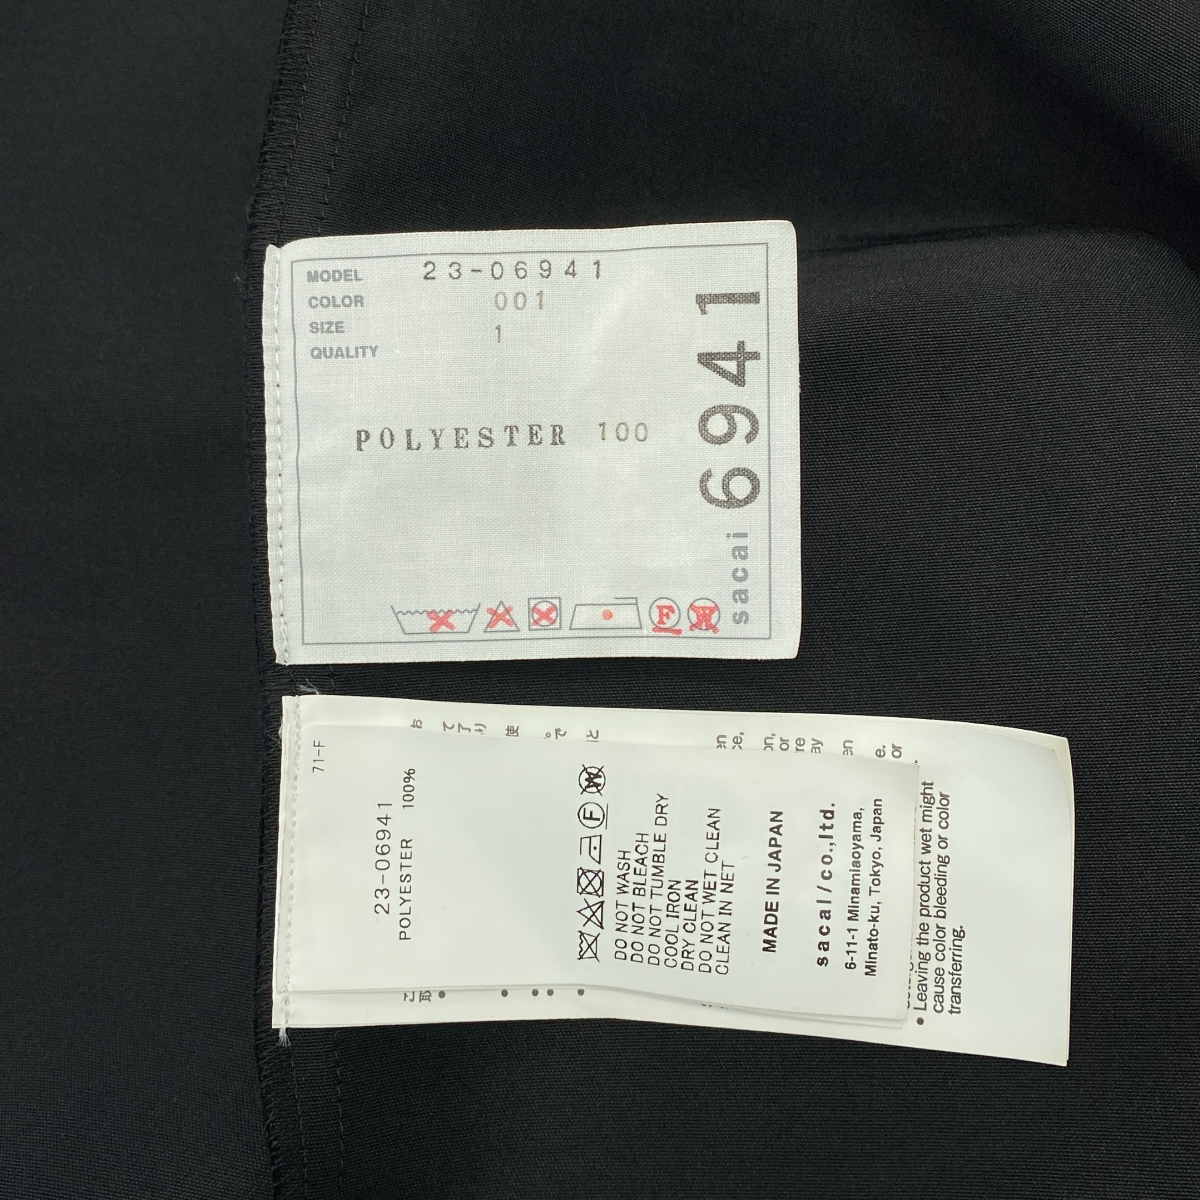 MODEL 23-06941
COLOR 001
SIZE 1
QUALITY
POLYESTER 100
F
W
sacai 6941
71-F
23-06941
POLYESTER 100%
F
W
DO NOT WASH
DO NOT BLEACH
DO NOT TUMBLE DRY
COOL IRON
DRY CLEAN
DO NOT WET CLEAN
CLEAN IN NET
MADE IN JAPAN
sacai/co.,ltd.
6-11-1 Minamiaoyama,
Minato-ku, Tokyo, Japan
• Leaving the product wet might
cause color bleeding or color
transferring.